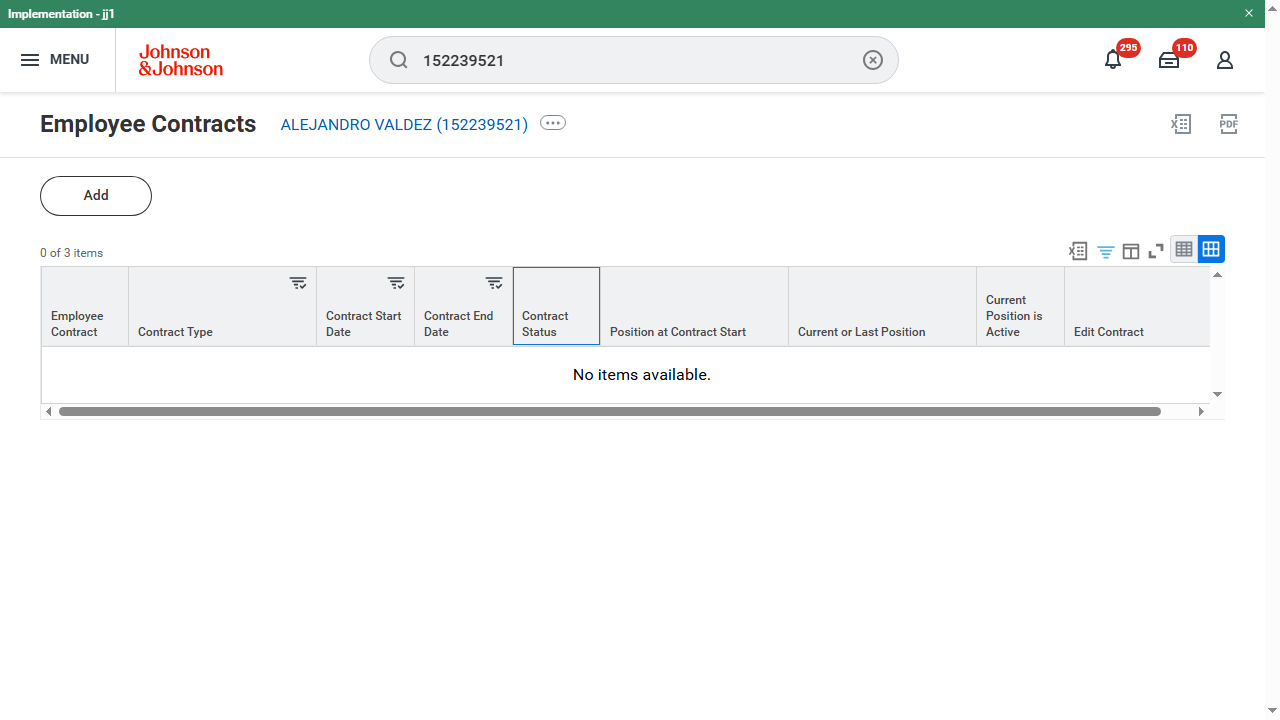 Implementation - jj1
MENU
Johnson
&Johnson
152239521
295
110
Employee Contracts
ALEJANDRO VALDEZ (152239521)
PDF
Add
0 of 3 items
Employee
Contract
Contract Type
Contract Start
Date
Contract End
Date
Contract
Status
Position at Contract Start
Current or Last Position
Current
Position is
Active
Edit Contract
No items available.